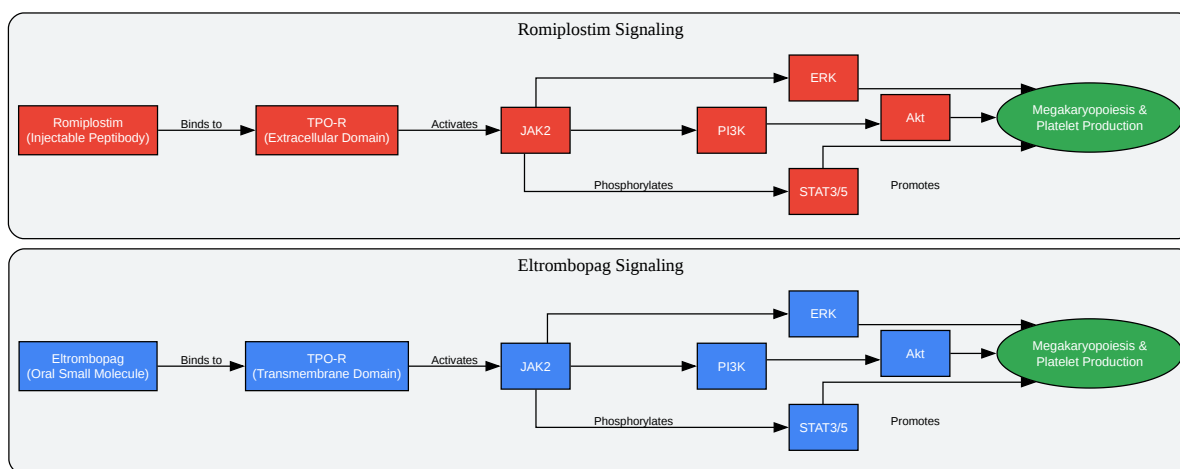 Romiplostim Signaling
ERK
Romiplostim
(Injectable Peptibody)
Binds to
TPO-R
(Extracellular Domain)
Activates
JAK2
PI3K
Akt
Megakaryopoiesis &
Platelet Production
Phosphorylates
STAT3/5
Promotes
Eltrombopag Signaling
ERK
Eltrombopag
(Oral Small Molecule)
Binds to
TPO-R
(Transmembrane Domain)
Activates
JAK2
PI3K
Akt
Megakaryopoiesis &
Platelet Production
Phosphorylates
STAT3/5
Promotes